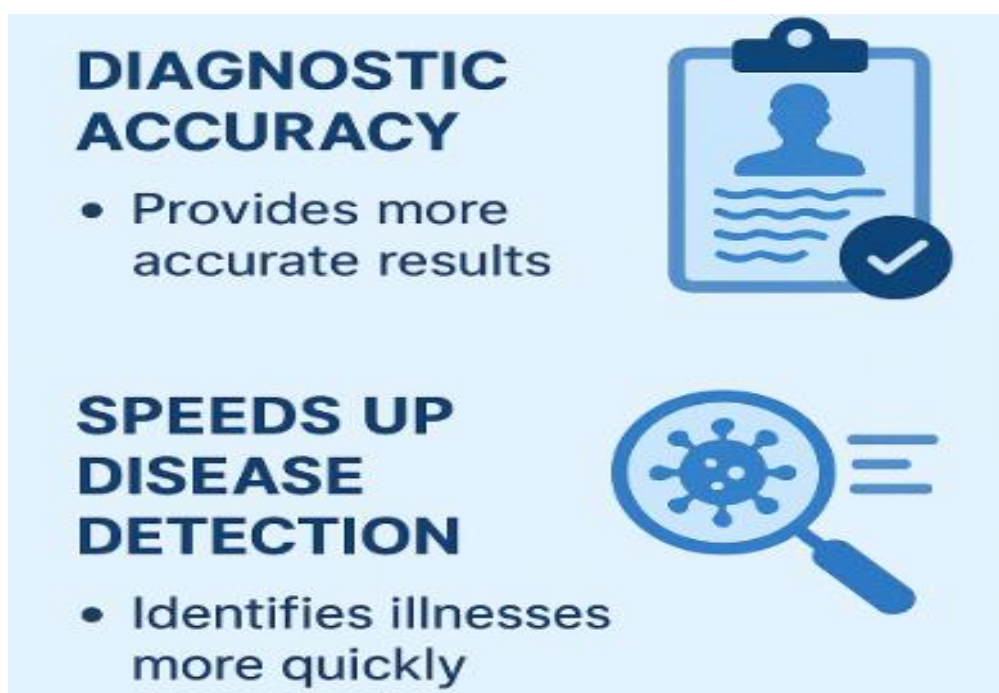 DIAGNOSTIC
ACCURACY
• Provides more
accurate results
SPEEDS UP
DISEASE
DETECTION
• Identifies illnesses
more quickly